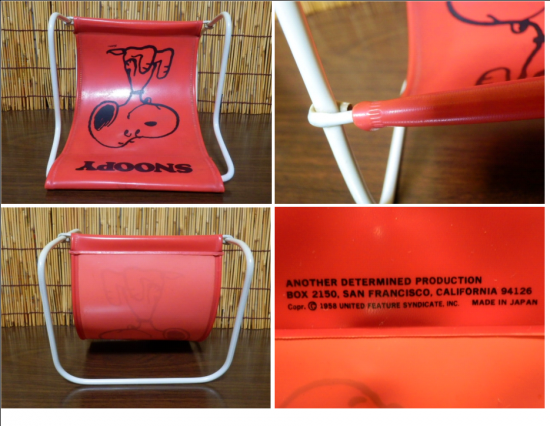 SNOOPY
ANOTHER DETERMINED PRODUCTION
BOX 2150, SAN FRANCISCO, CALIFORNIA 94126
Copr. Ⓒ 1958 UNITED FEATURE SYNDICATE, INC. MADE IN JAPAN